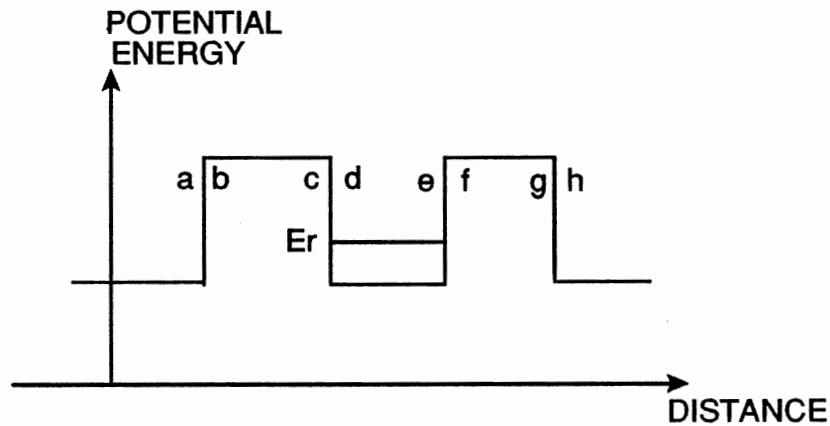 POTENTIAL
ENERGY
a b c d e f g h
Er
DISTANCE